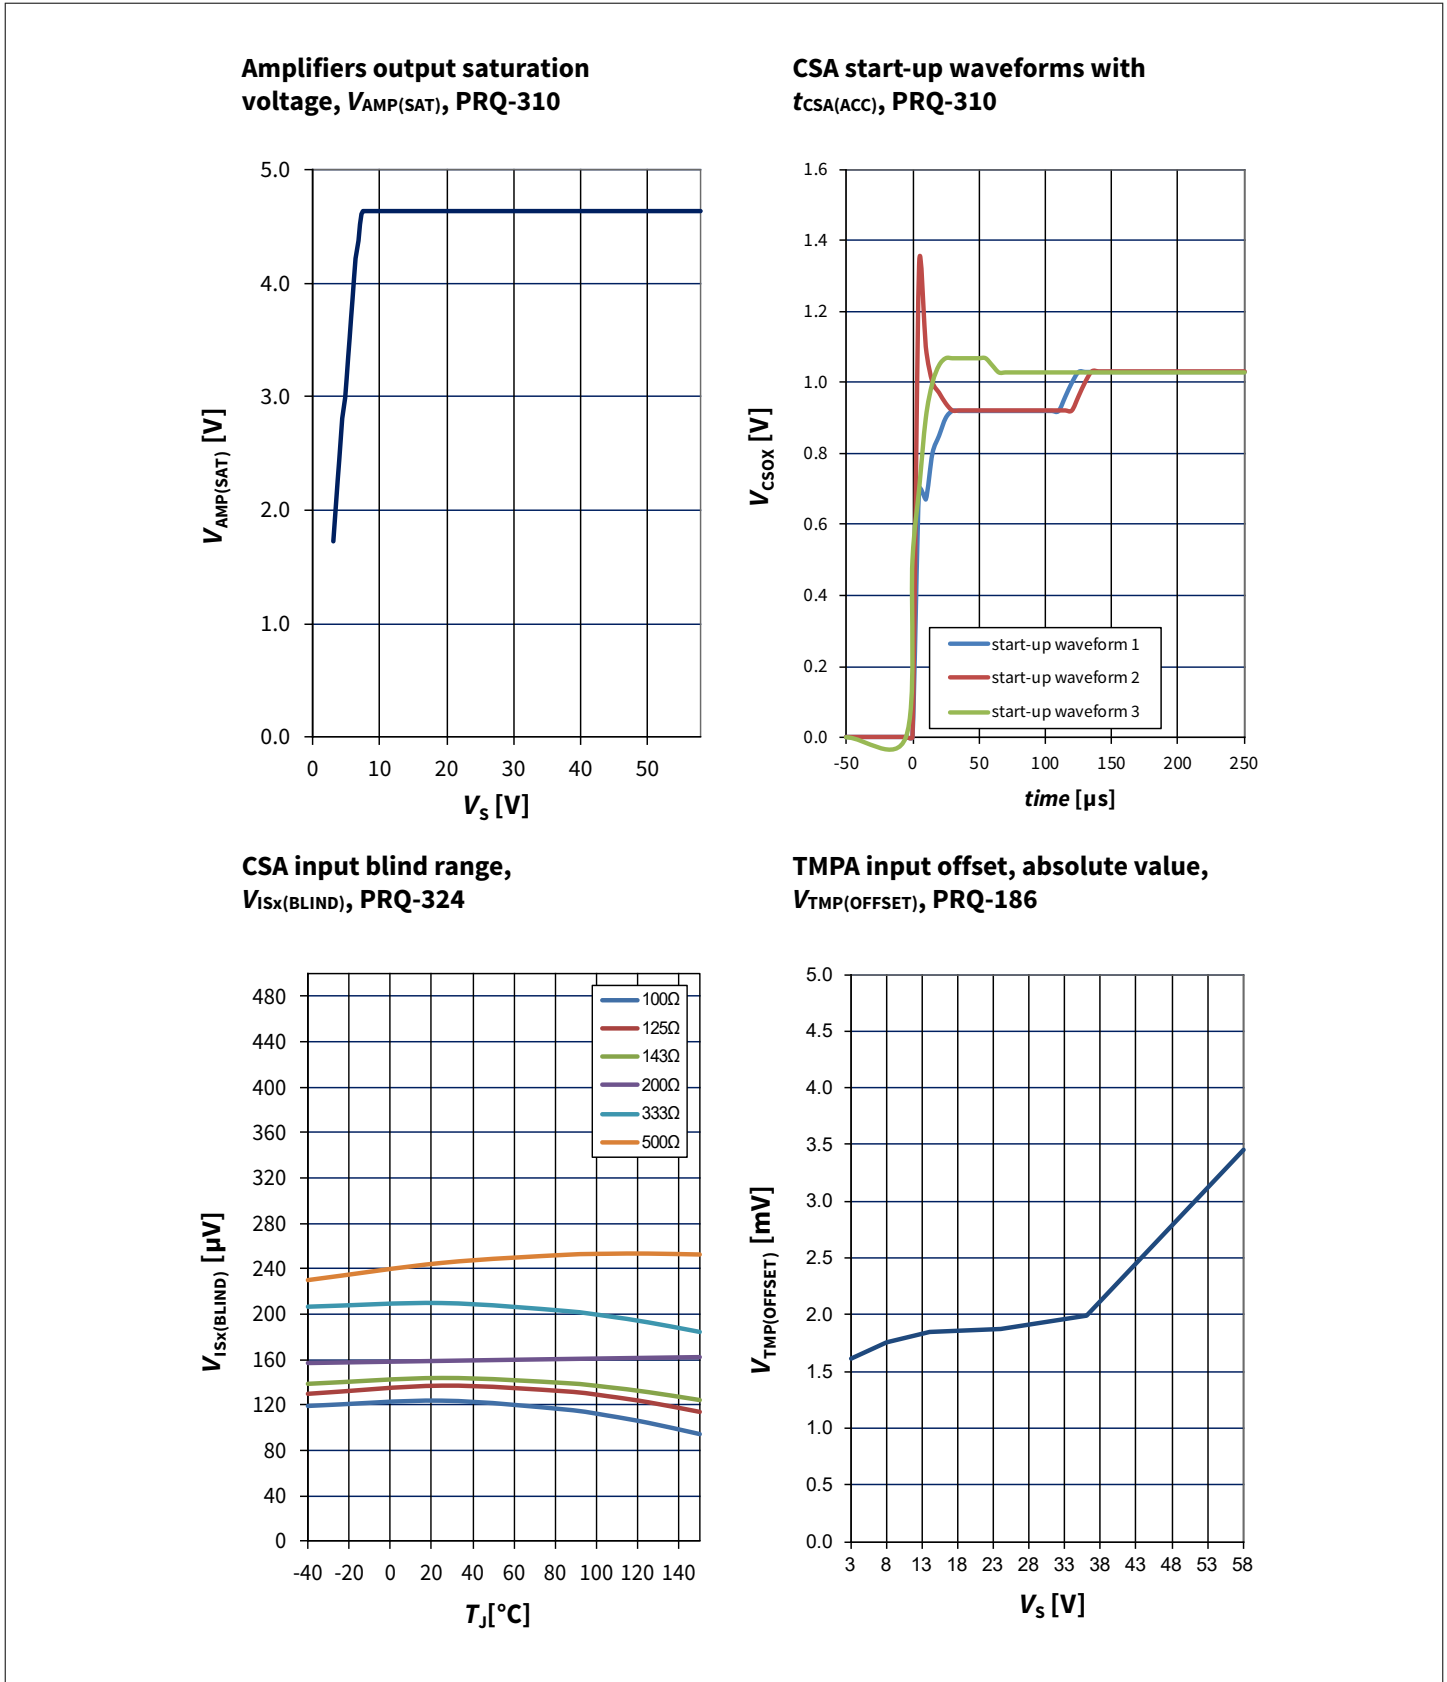 Amplifiers output saturation
voltage, VAMP(SAT), PRQ-310
5.0
4.0
3.0
2.0
1.0
0.0
VAMP(SAT) [V]
0 10 20 30 40 50
VS [V]
CSA start-up waveforms with
tCSA(ACC), PRQ-310
1.6
1.4
1.2
1.0
0.8
0.6
0.4
0.2
0.0
VCSOX [V]
start-up waveform 1
start-up waveform 2
start-up waveform 3
-50 0 50 100 150 200 250
time [µs]
CSA input blind range,
VISx(BLIND), PRQ-324
480
440
400
360
320
280
240
200
160
120
80
40
0
VISx(BLIND) [µV]
100Ω
125Ω
143Ω
200Ω
333Ω
500Ω
-40 -20 0 20 40 60 80 100 120 140
TJ[°C]
TMPA input offset, absolute value,
VTMP(OFFSET), PRQ-186
5.0
4.5
4.0
3.5
3.0
2.5
2.0
1.5
1.0
0.5
0.0
VTMP(OFFSET) [mV]
3 8 13 18 23 28 33 38 43 48 53 58
VS [V]